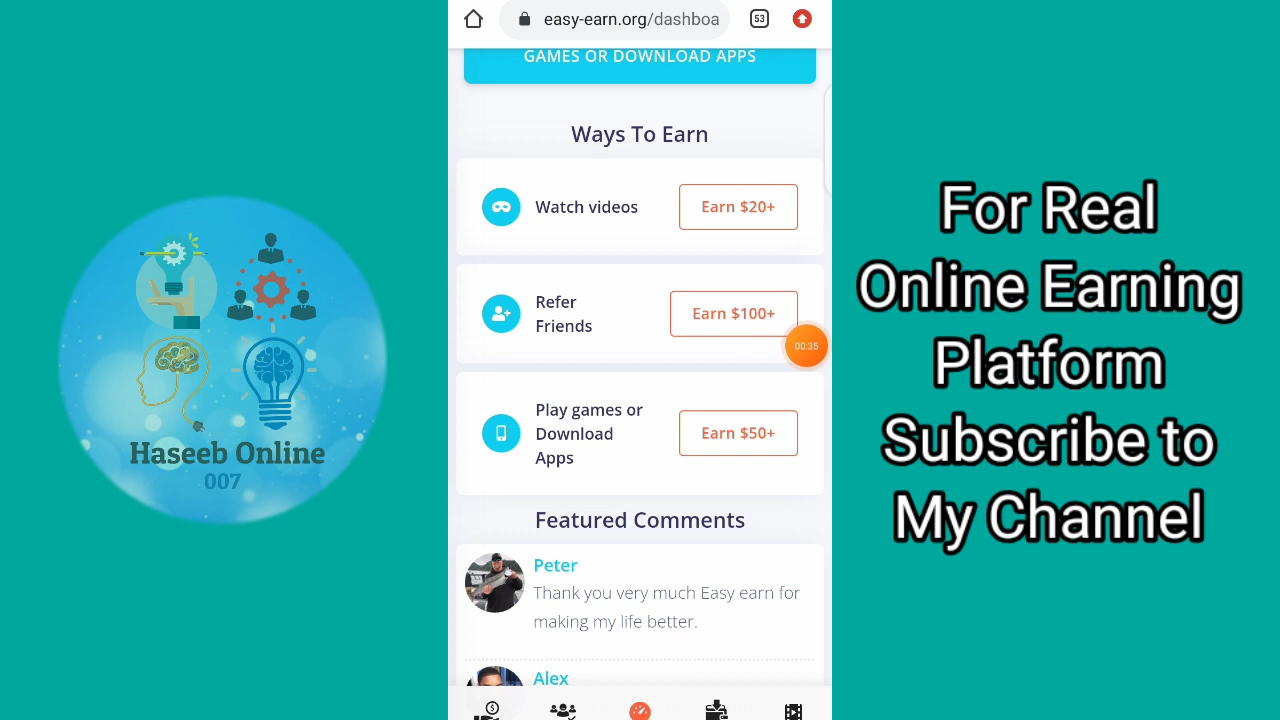 easy-earn.org/dashboa
53
GAMES OR DOWNLOAD APPS
Ways To Earn
Watch videos
Earn $20+
Refer
Friends
Earn $100+
00:35
Play games or
Download
Apps
Earn $50+
Featured Comments
Peter
Thank you very much Easy earn for
making my life better.
Alex
Haseeb Online
007
For Real
Online Earning
Platform
Subscribe to
My Channel